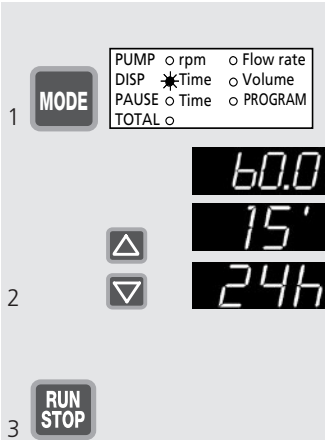 PUMP rpm Flow rate
DISP Time Volume
PAUSE Time PROGRAM
TOTAL
1 MODE
60.0
15'
2 24h
3 RUN
STOP